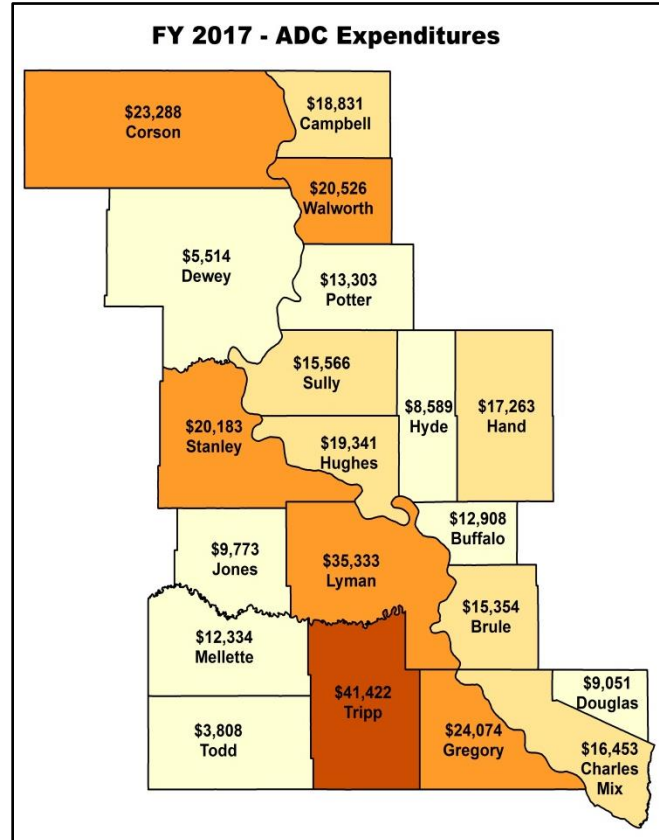 FY 2017 - ADC Expenditures
$23,288
Corson
$18,831
Campbell
$20,526
Walworth
$5,514
Dewey
$13,303
Potter
$15,566
Sully
$8,589
Hyde
$17,263
Hand
$20,183
Stanley
$19,341
Hughes
$12,908
Buffalo
$9,773
Jones
$35,333
Lyman
$15,354
Brule
$12,334
Mellette
$41,422
Tripp
$9,051
Douglas
$3,808
Todd
$24,074
Gregory
$16,453
Charles
Mix